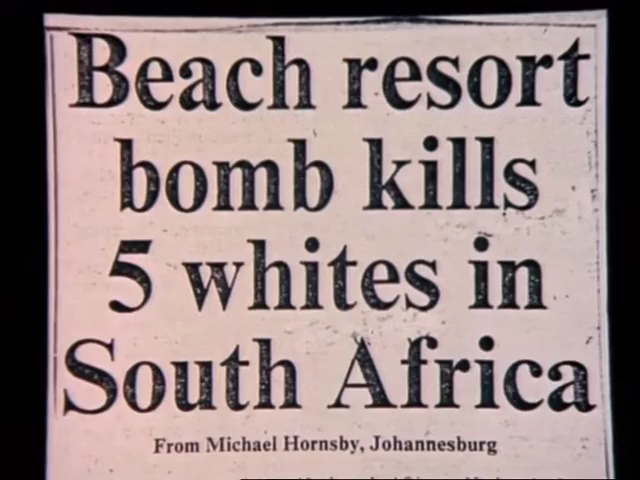 Beach resort
bomb kills
5 whites in
South Africa
From Michael Hornsby, Johannesburg